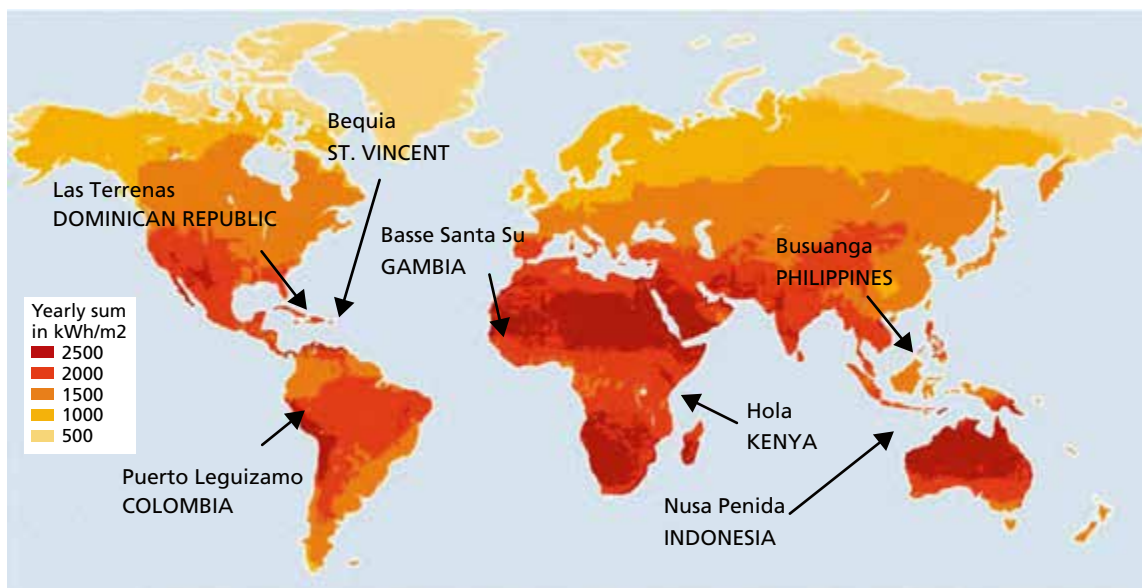 Bequia
ST. VINCENT
Las Terrenas
DOMINICAN REPUBLIC
Basse Santa Su
GAMBIA
Busuanga
PHILIPPINES
Yearly sum
in kWh/m2
2500
2000
1500
1000
500
Hola
KENYA
Puerto Leguizamo
COLOMBIA
Nusa Penida
INDONESIA